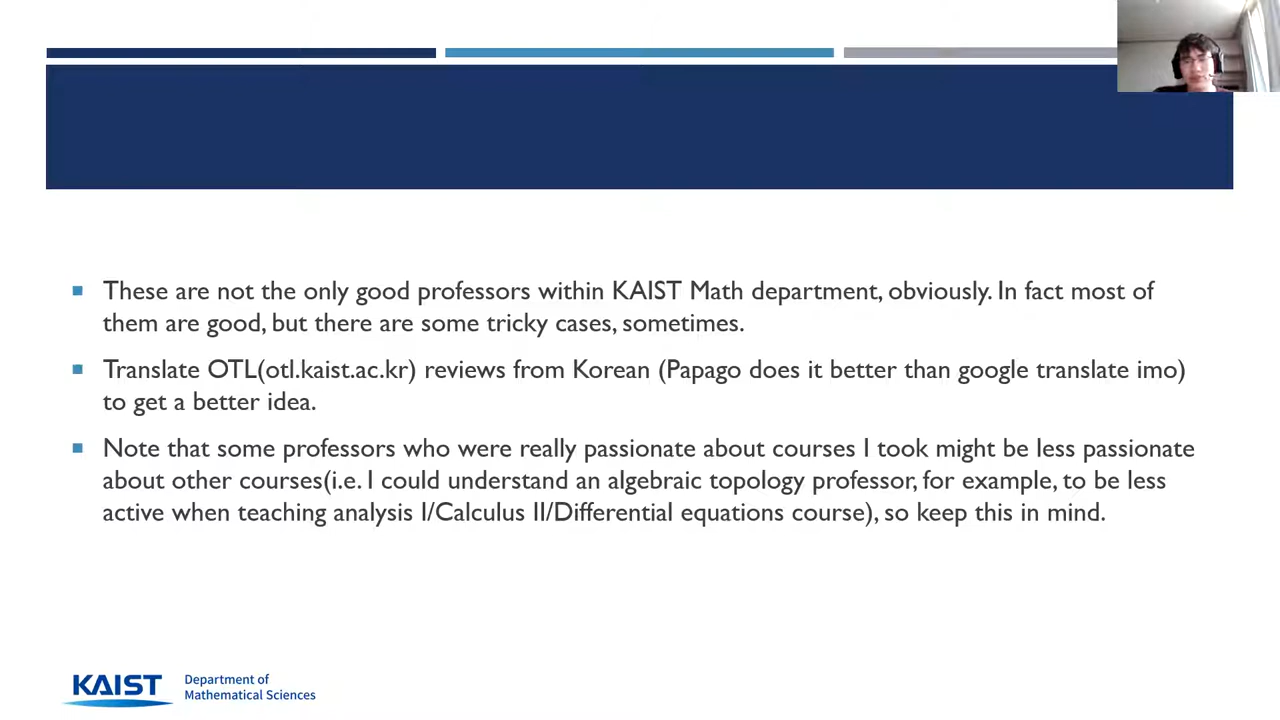 These are not the only good professors within KAIST Math department, obviously. In fact most of
them are good, but there are some tricky cases, sometimes.
Translate OTL(otl.kaist.ac.kr) reviews from Korean (Papago does it better than google translate imo)
to get a better idea.
Note that some professors who were really passionate about courses I took might be less passionate
about other courses(i.e. I could understand an algebraic topology professor, for example, to be less
active when teaching analysis I/Calculus II/Differential equations course), so keep this in mind.
KAIST
Department of
Mathematical Sciences